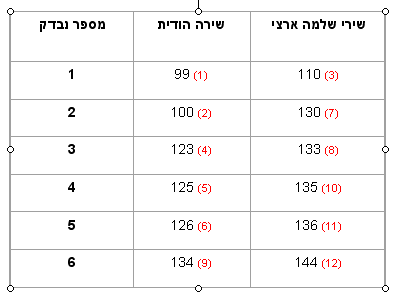 שירי שלמה ארצי שירה הודית מספר נבדק
110 (3) 99 (1) 1
130 (7) 100 (2) 2
133 (8) 123 (4) 3
135 (10) 125 (5) 4
136 (11) 126 (6) 5
144 (12) 134 (9) 6